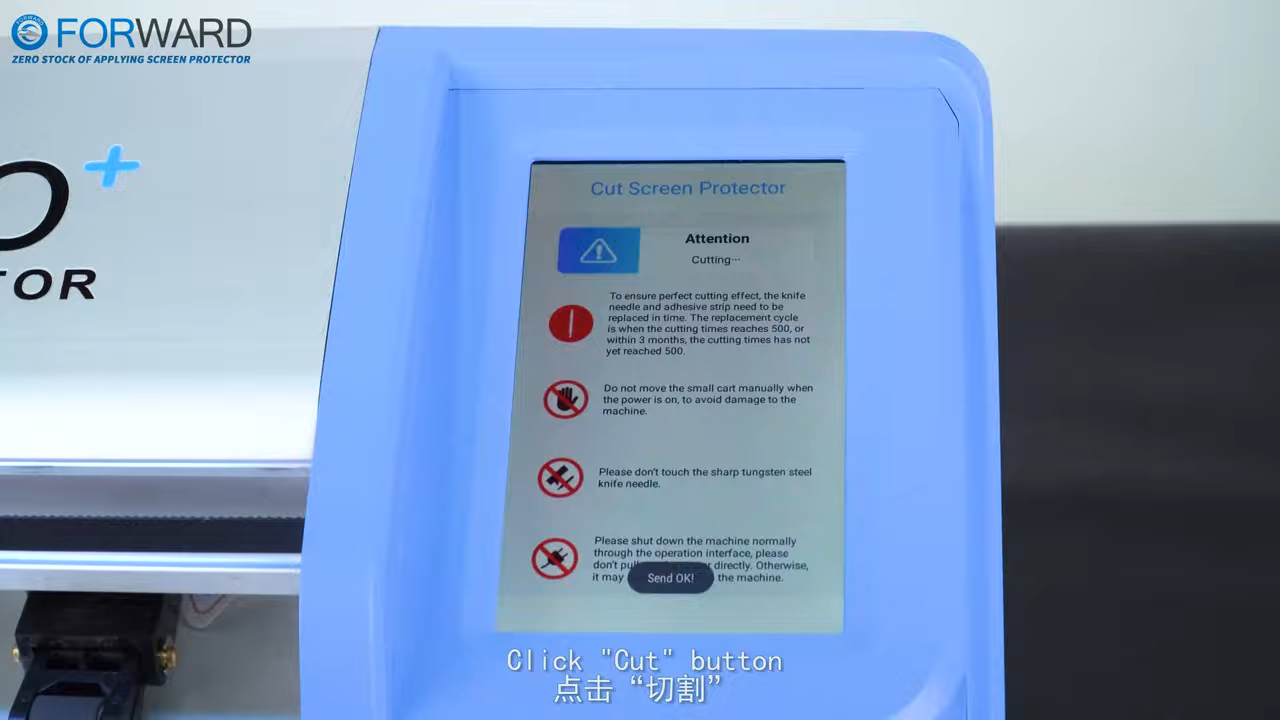 FORWARD
ZERO STOCK OF APPLYING SCREEN PROTECTOR
+
TOR
Cut Screen Protector
Attention
Cutting···
To ensure perfect cutting effect, the knife
needle and adhesive strip need to be
replaced in time. The replacement cycle
is when the cutting times reaches 500, or
within 3 months, the cutting times has not
yet reached 500.
Do not move the small cart manually when
the power is on, to avoid damage to the
machine.
Please don't touch the sharp tungsten steel
knife needle.
Please shut down the machine normally
through the operation interface, please
don't directly. Otherwise,
it may the machine.
Send OK!
Click "Cut" button
点击“切割”